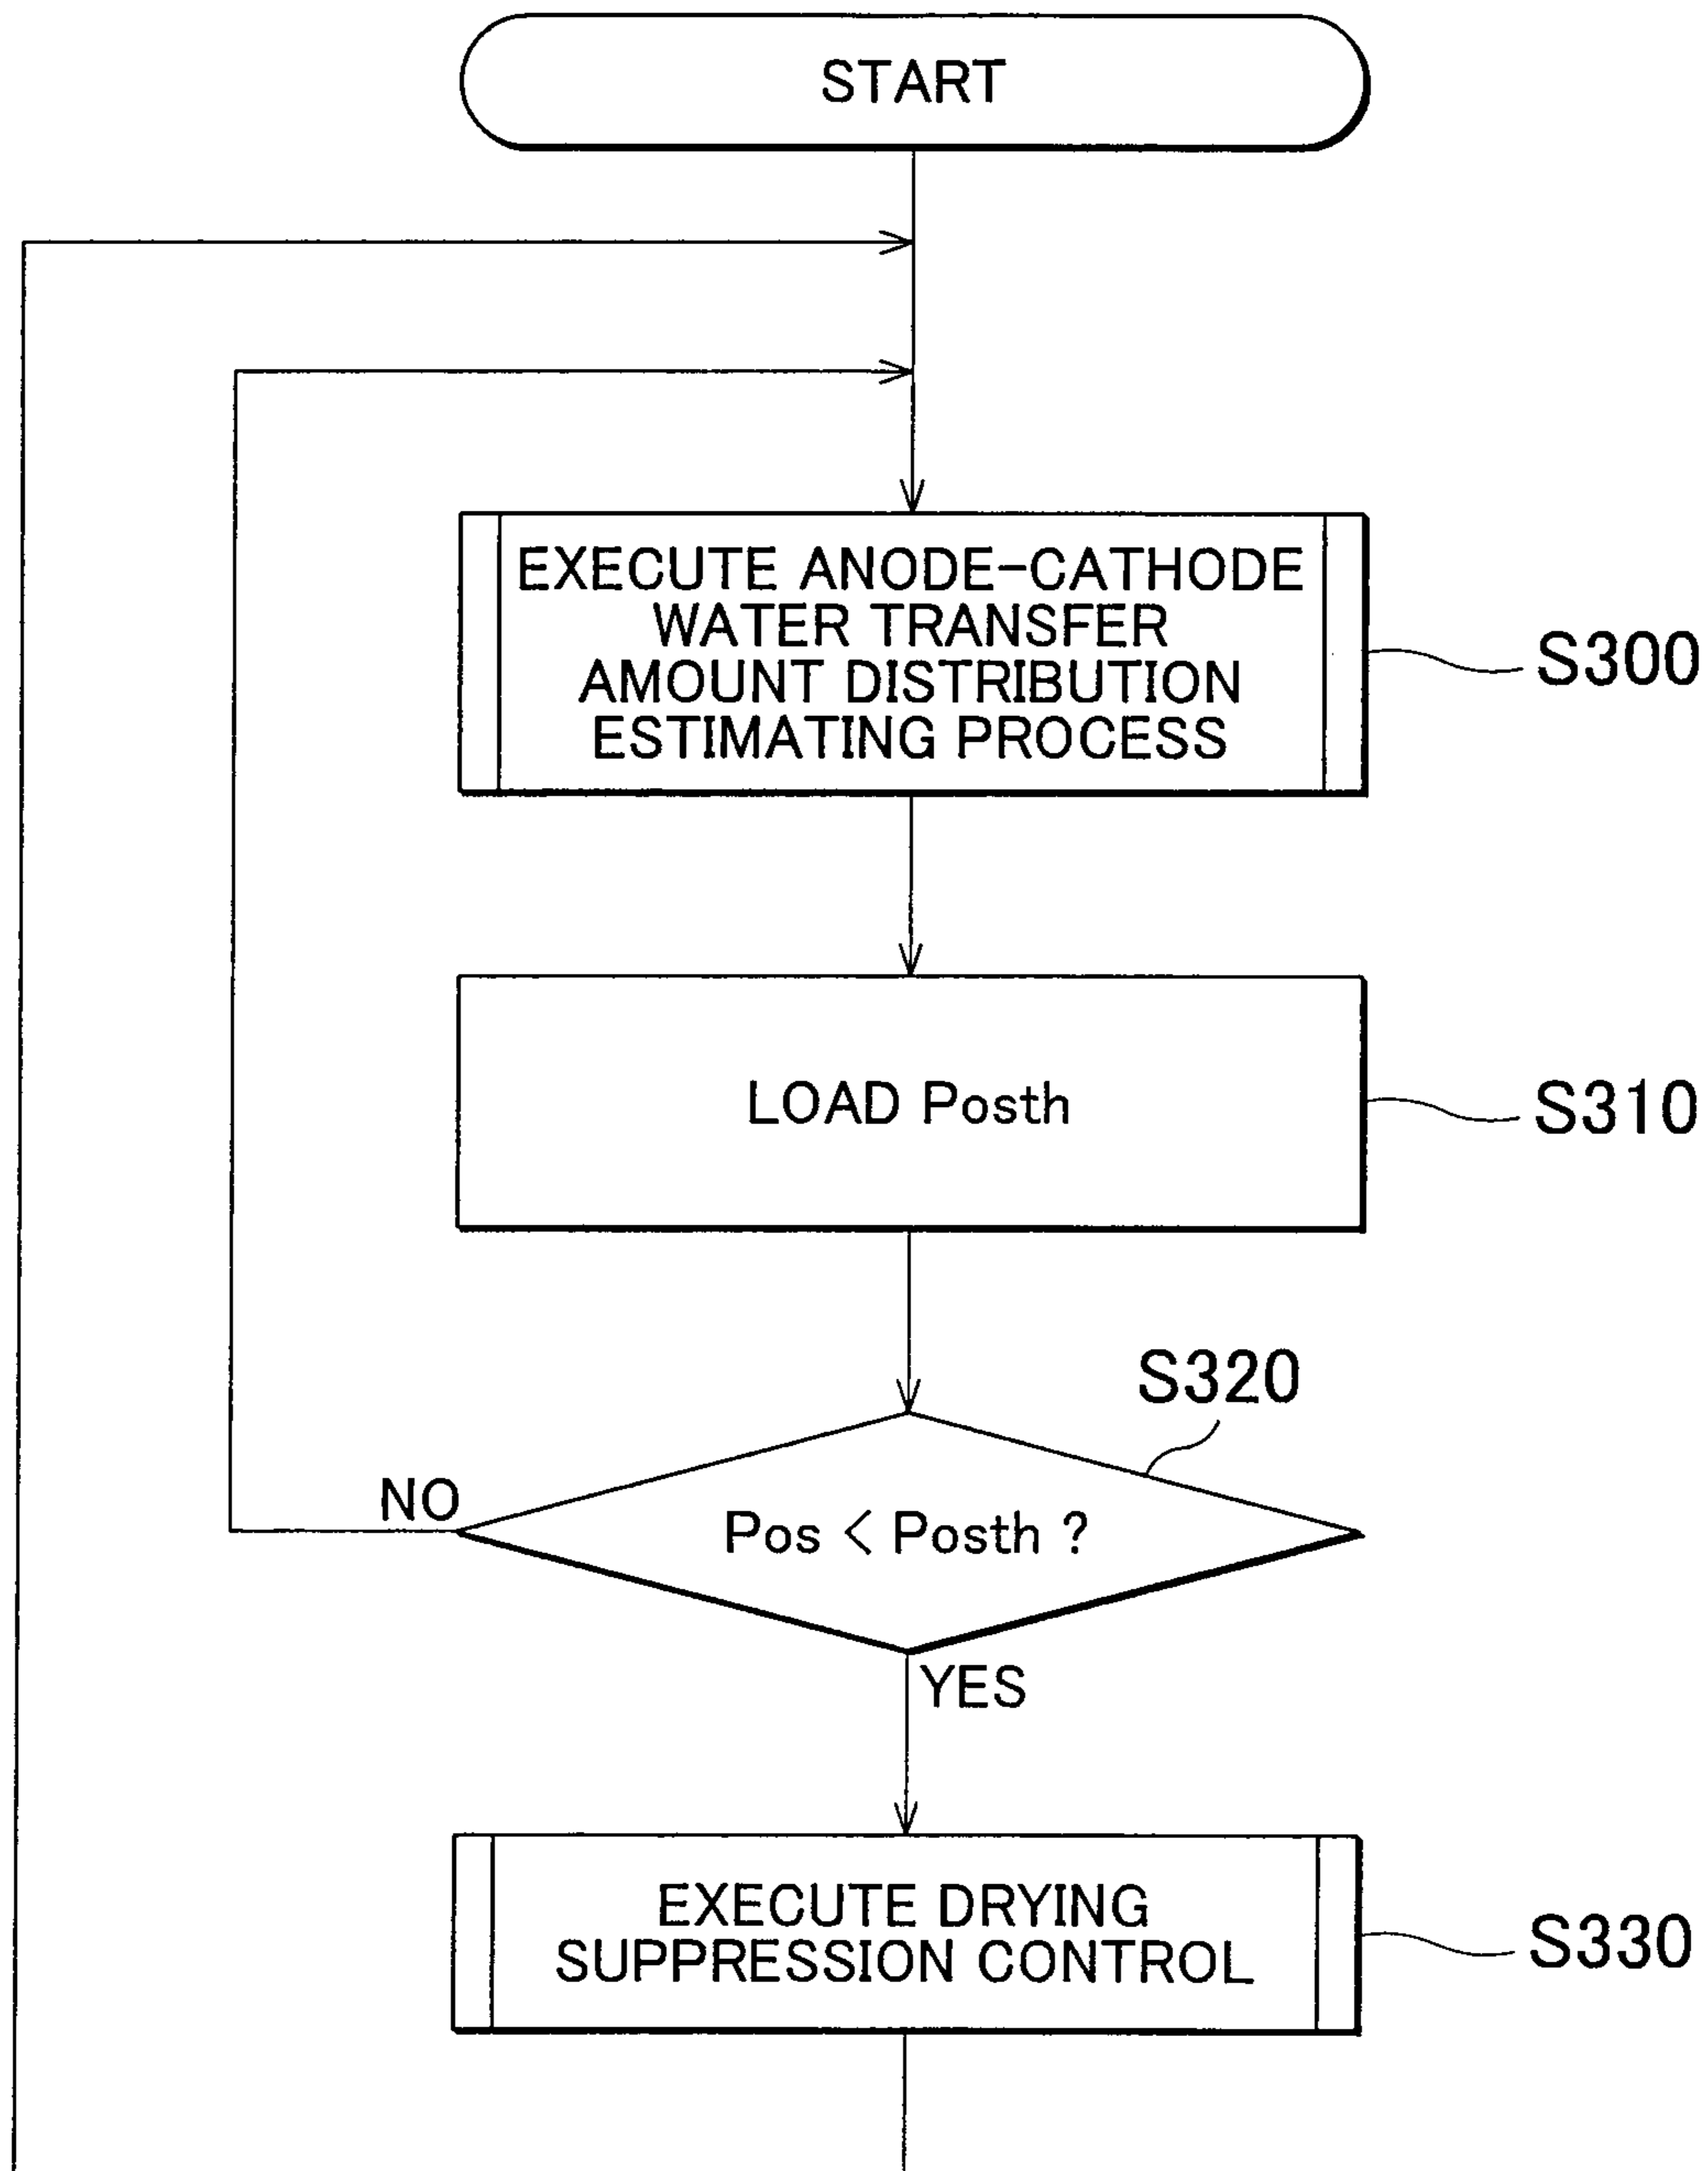 START
EXECUTE ANODE-CATHODE
WATER TRANSFER
AMOUNT DISTRIBUTION
ESTIMATING PROCESS
S300
LOAD Posth
S310
S320
NO
Pos < Posth ?
YES
EXECUTE DRYING
SUPPRESSION CONTROL
S330